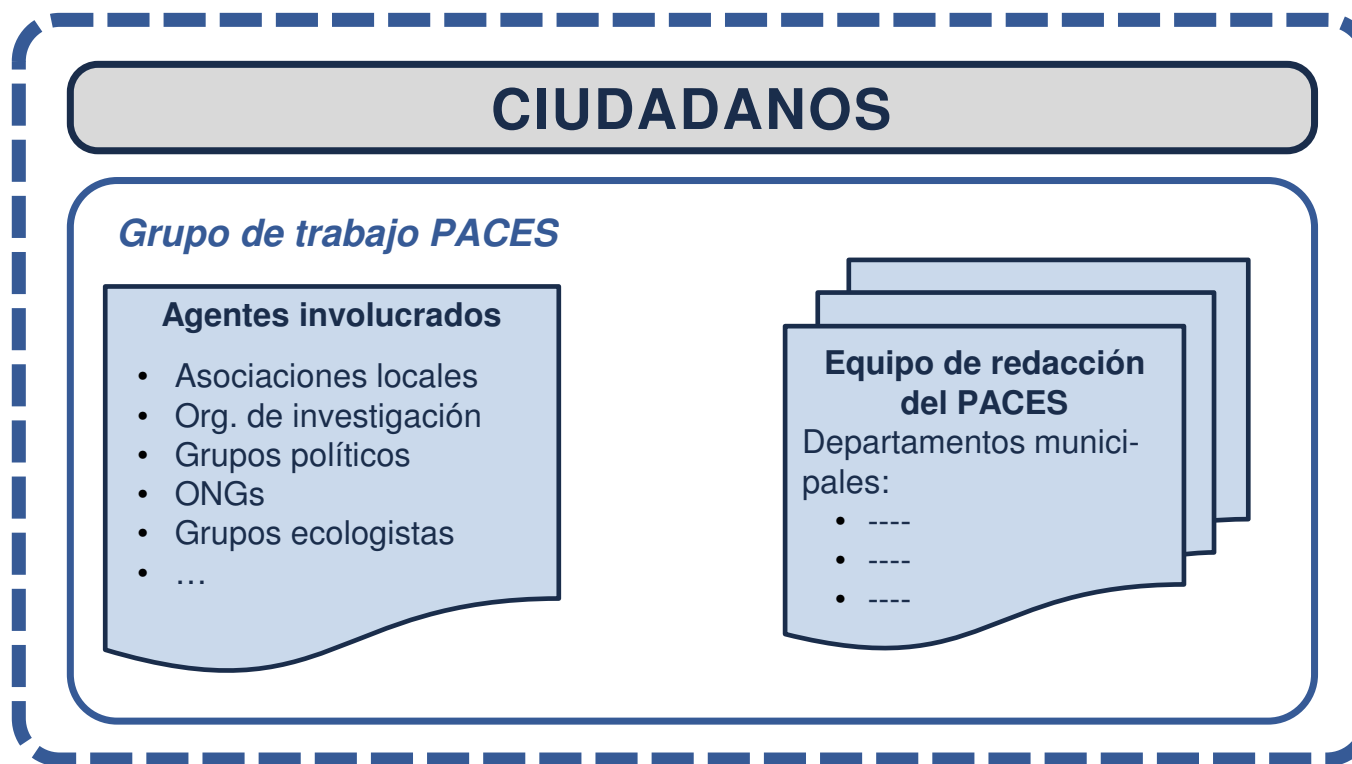 CIUDADANOS
Grupo de trabajo PACES
Agentes involucrados
• Asociaciones locales
• Org. de investigación
• Grupos políticos
• ONGs
• Grupos ecologistas
• …
Equipo de redacción
del PACES
Departamentos munici-
pales:
• ----
• ----
• ----